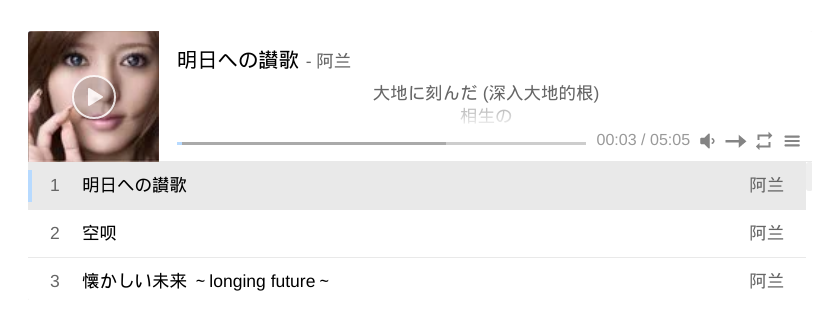 明日への讃歌 - 阿兰
大地に刻んだ (深入大地的根)
相生の
00:03 / 05:05
1 明日への讃歌 阿兰
2 空呗 阿兰
3 懐かしい未来 ~ longing future ~ 阿兰